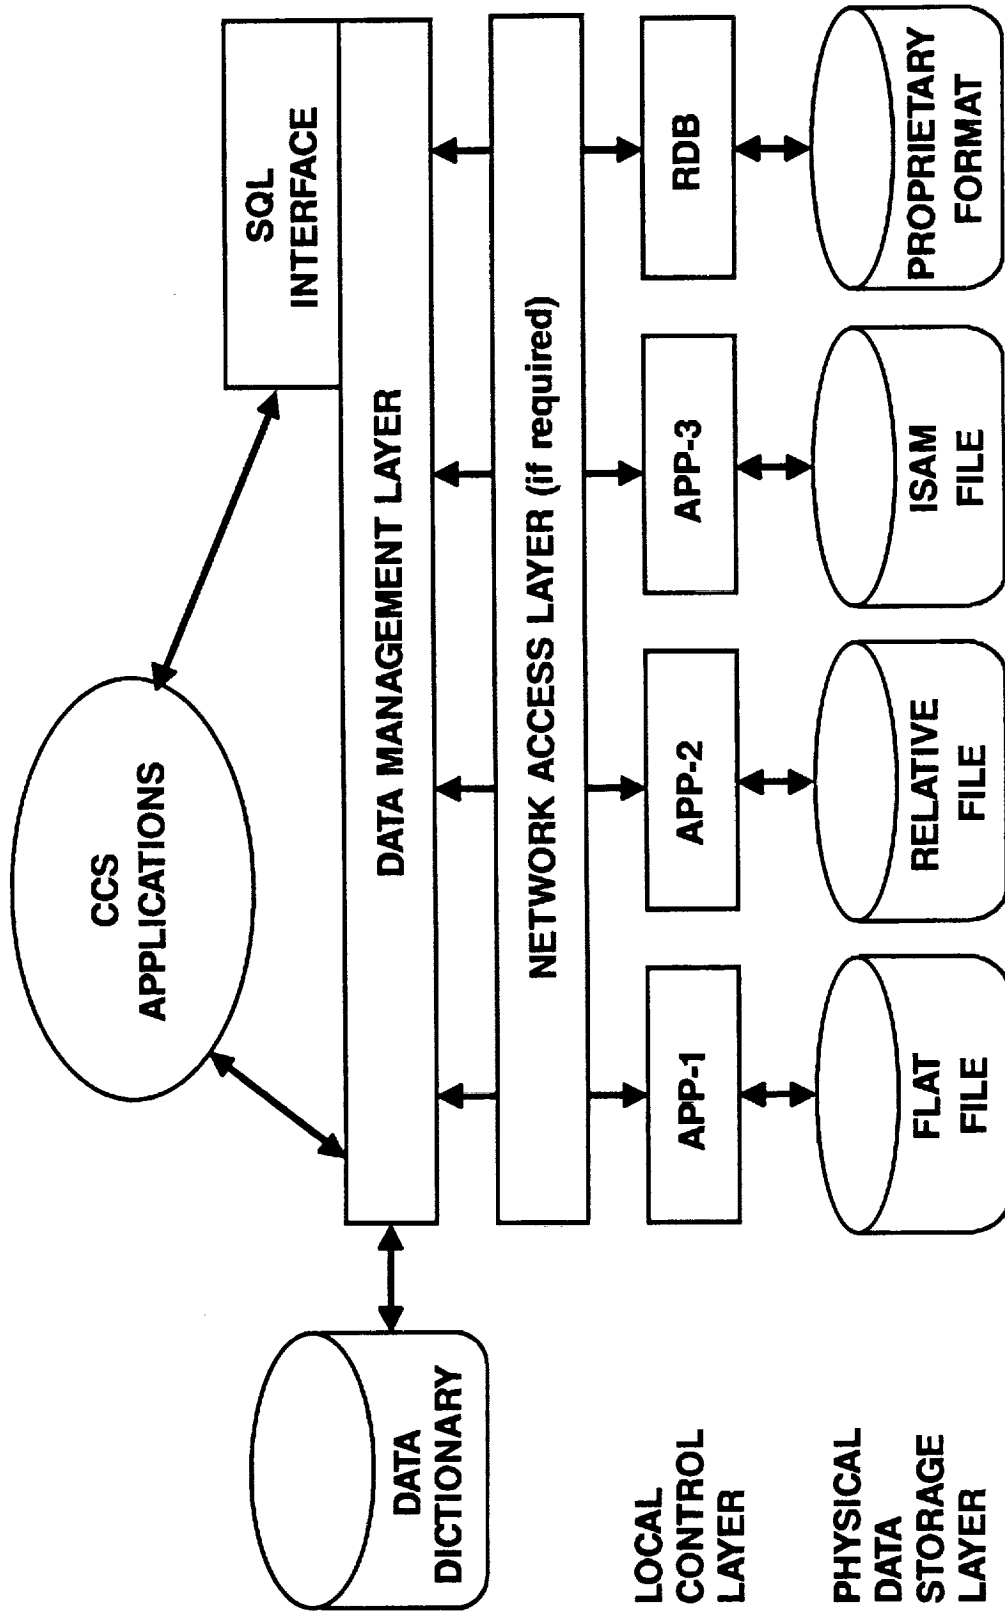 CCS
APPLICATIONS
SQL
INTERFACE
DATA MANAGEMENT LAYER
DATA
DICTIONARY
NETWORK ACCESS LAYER (if required)
LOCAL
CONTROL
LAYER
APP-1
APP-2
APP-3
RDB
PHYSICAL
DATA
STORAGE
LAYER
FLAT
FILE
RELATIVE
FILE
ISAM
FILE
PROPRIETARY
FORMAT